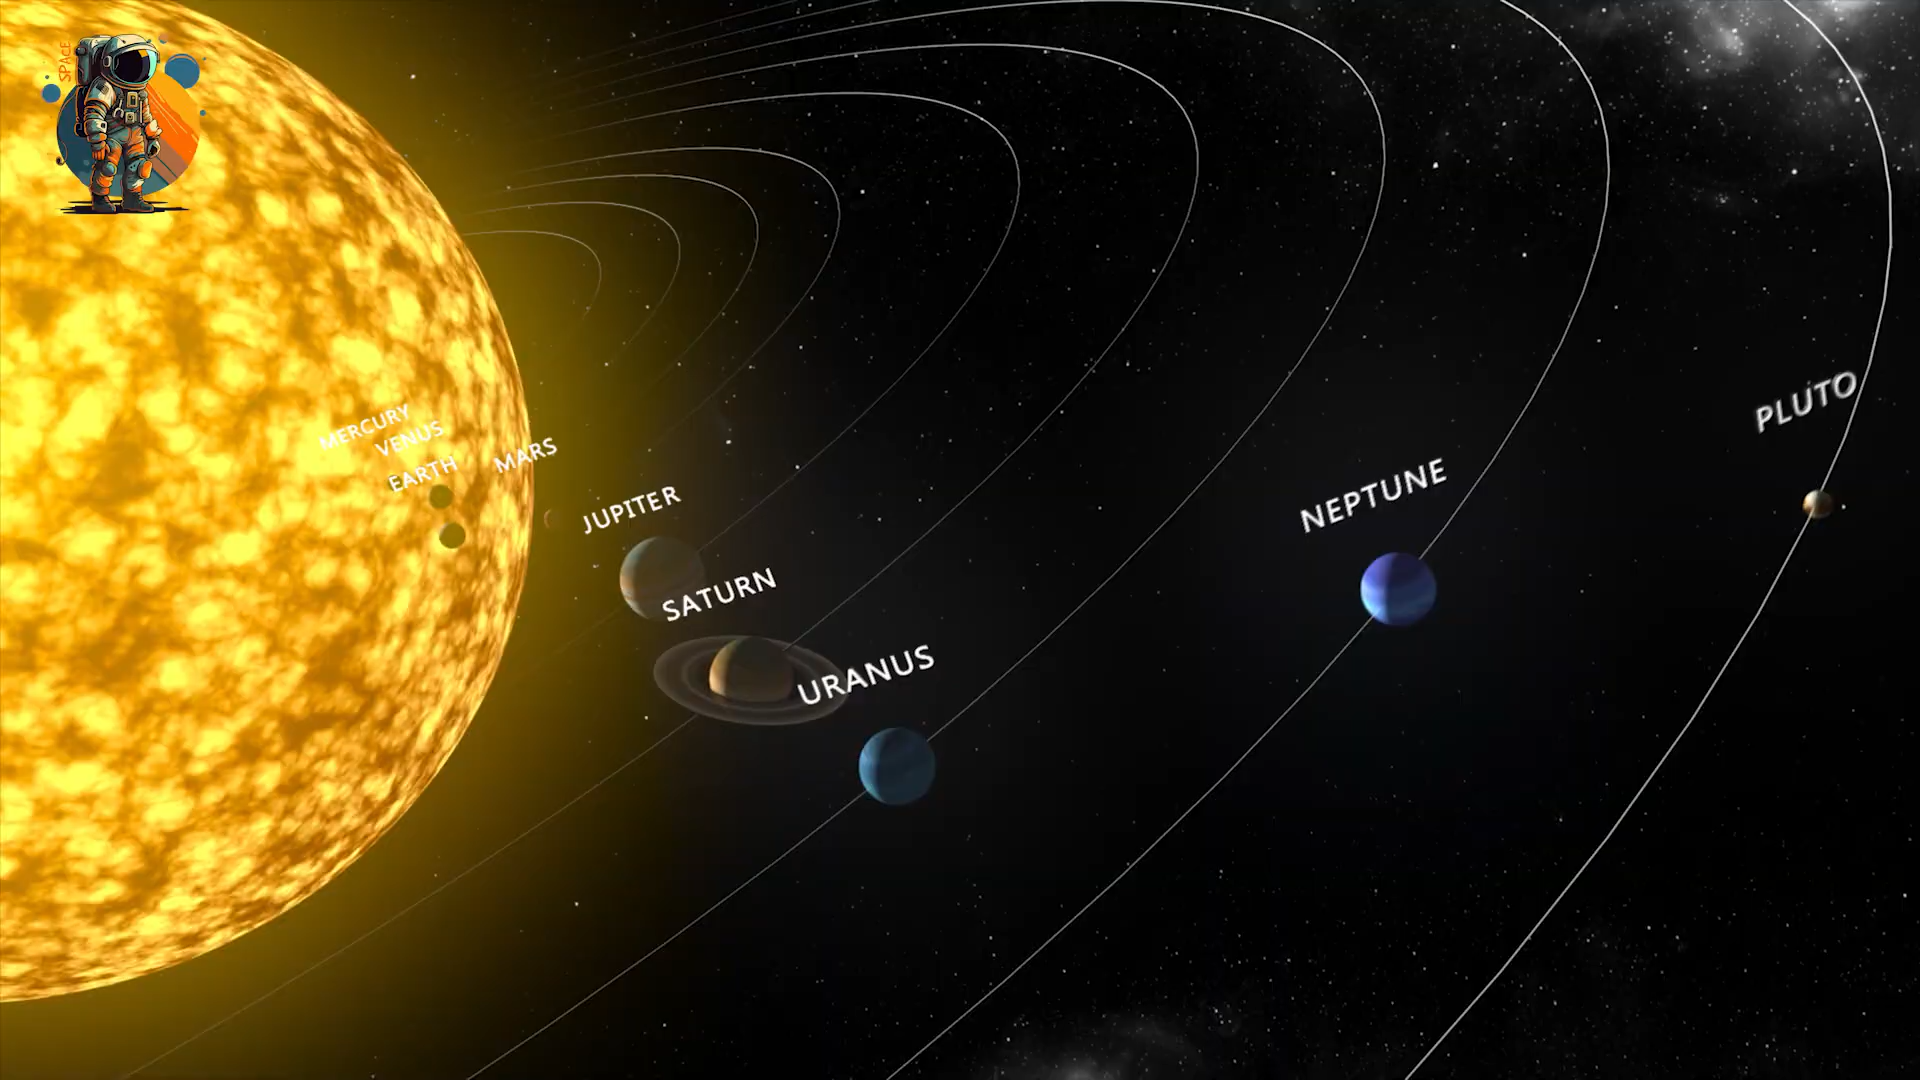 SPACE
MERCURY
VENUS
EARTH
MARS
JUPITER
SATURN
URANUS
NEPTUNE
PLUTO